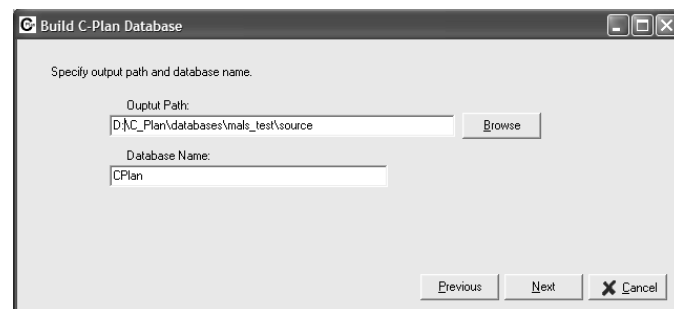 Build C-Plan Database
Specify output path and database name.
Ouptut Path:
D:\C_Plan\databases\mals_test\source
Browse
Database Name:
CPlan
Previous
Next
Cancel